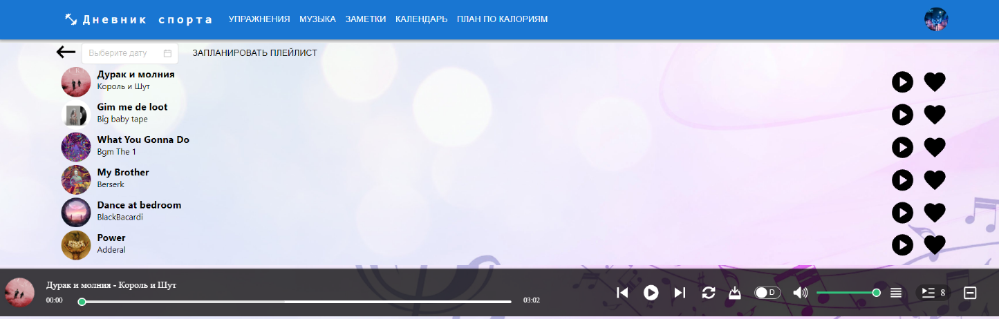 Дневник спорта УПРАЖНЕНИЯ МУЗЫКА ЗАМЕТКИ КАЛЕНДАРЬ ПЛАН ПО КАЛОРИЯМ
Выберите дату ЗАПЛАНИРОВАТЬ ПЛЕЙЛИСТ
Дурак и молния
Король и Шут
Gim me de loot
Big baby tape
What You Gonna Do
Bgm The 1
My Brother
Berserk
Dance at bedroom
BlackBacardi
Power
Adderal
Дурак и молния - Король и Шут
00:00 03:02 D 8